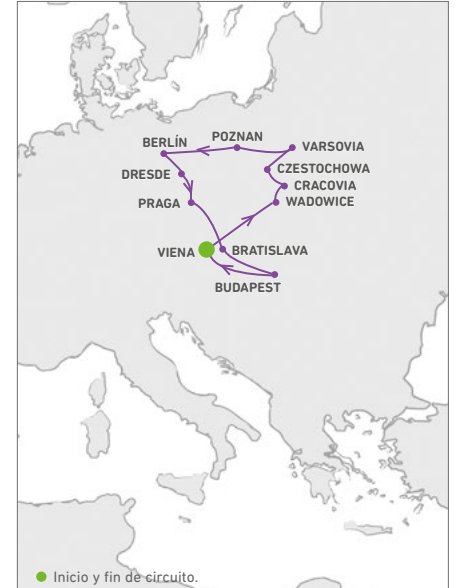 POZNAN
BERLÍN
VARSOVIA
DRESDE
CZESTOCHOWA
CRACOVIA
PRAGA
WADOWICE
VIENA
BRATISLAVA
BUDAPEST
Inicio y fin de circuito.